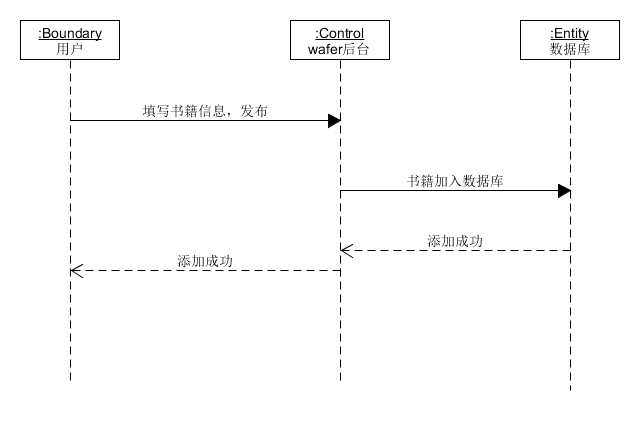 :Boundary
用户
:Control
wafer后台
:Entity
数据库
填写书籍信息，发布
书籍加入数据库
添加成功
添加成功